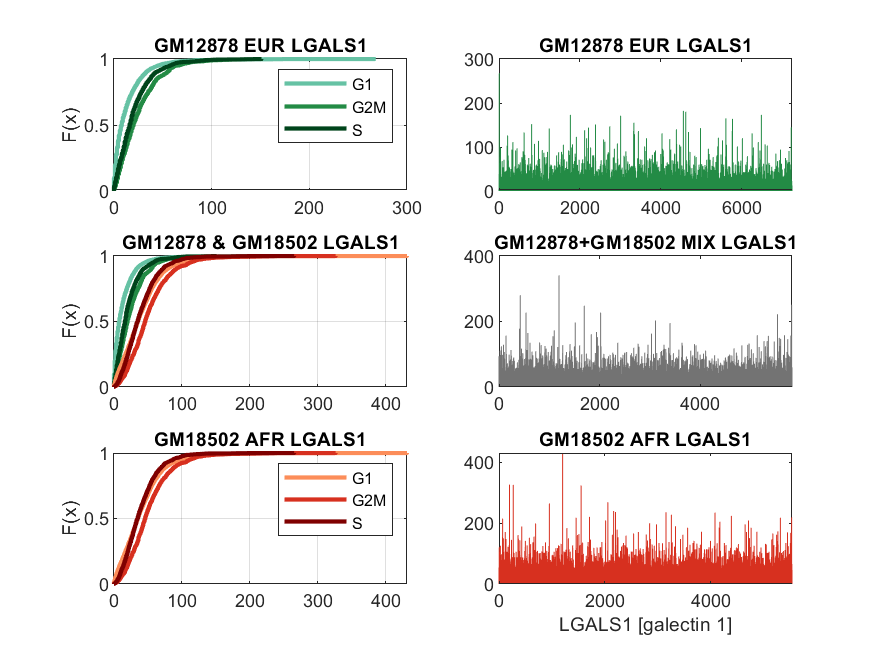 GM12878 EUR LGALS1
F(x)
1
0.5
0
0 100 200 300
G1
G2M
S
GM12878 EUR LGALS1
300
200
100
0
0 2000 4000 6000
GM12878 & GM18502 LGALS1
F(x)
1
0.5
0
0 100 200 300 400
GM12878+GM18502 MIX LGALS1
400
200
0
0 2000 4000
GM18502 AFR LGALS1
F(x)
1
0.5
0
0 100 200 300 400
G1
G2M
S
GM18502 AFR LGALS1
400
200
0
0 2000 4000
LGALS1 [galectin 1]